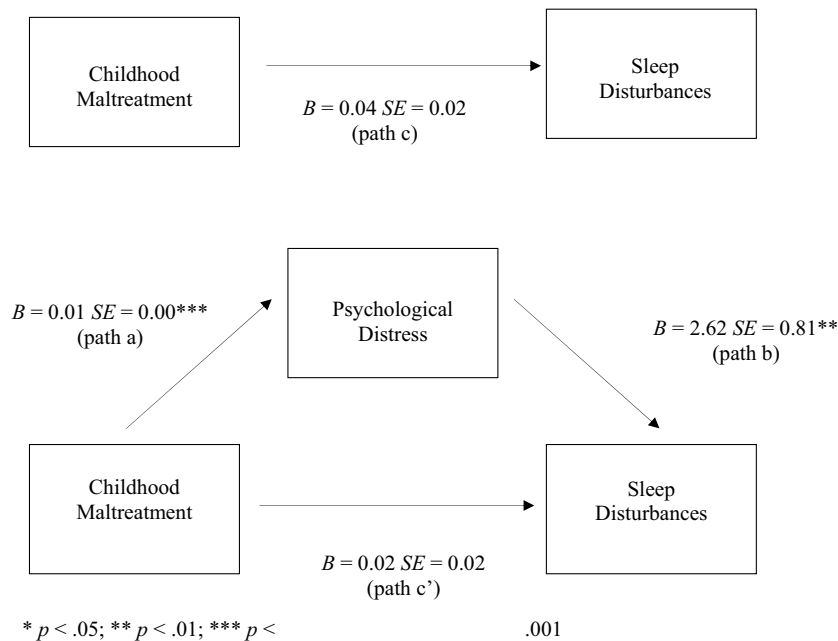 Childhood
Maltreatment
Sleep
Disturbances
B = 0.04 SE = 0.02
(path c)
Psychological
Distress
B = 0.01 SE = 0.00***
(path a)
B = 2.62 SE = 0.81**
(path b)
Childhood
Maltreatment
Sleep
Disturbances
B = 0.02 SE = 0.02
(path c’)
* p < .05; ** p < .01; *** p < .001